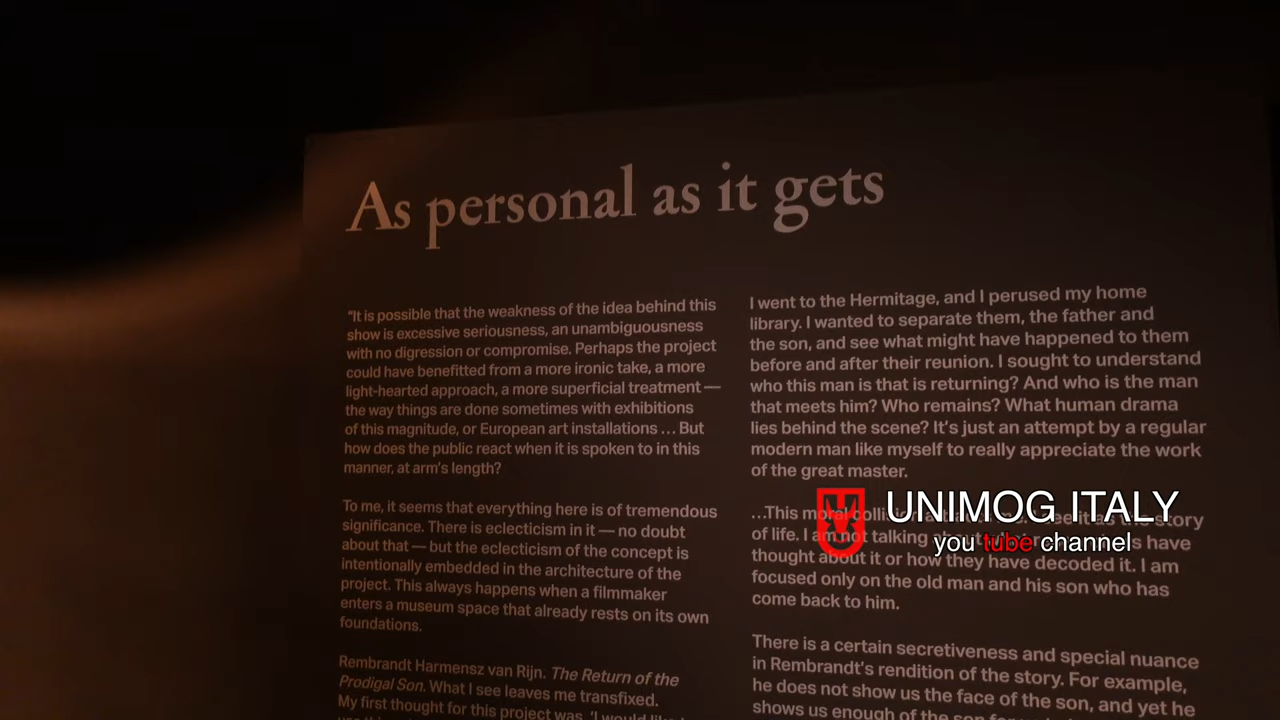 As personal as it gets
"It is possible that the weakness of the idea behind this
show is excessive seriousness, an unambiguousness
with no digression or compromise. Perhaps the project
could have benefitted from a more ironic take, a more
light-hearted approach, a more superficial treatment —
the way things are done sometimes with exhibitions
of this magnitude, or European art installations ... But
how does the public react when it is spoken to in this
manner, at arm's length?
To me, it seems that everything here is of tremendous
significance. There is eclecticism in it — no doubt
about that — but the eclecticism of the concept is
intentionally embedded in the architecture of the
project. This always happens when a filmmaker
enters a museum space that already rests on its own
foundations.
Rembrandt Harmensz van Rijn. The Return of the
Prodigal Son. What I see leaves me transfixed.
My first thought for this project was, 'I would like
I went to the Hermitage, and I perused my home
library. I wanted to separate them, the father and
the son, and see what might have happened to them
before and after their reunion. I sought to understand
who this man is that is returning? And who is the man
that meets him? Who remains? What human drama
lies behind the scene? It's just an attempt by a regular
modern man like myself to really appreciate the work
of the great master.
...This moral story
of life. I am not talking have
thought about it or how they have decoded it. I am
focused only on the old man and his son who has
come back to him.
There is a certain secretiveness and special nuance
in Rembrandt's rendition of the story. For example,
he does not show us the face of the son, and yet he
shows us enough of the son
UNIMOG ITALY
you tube channel